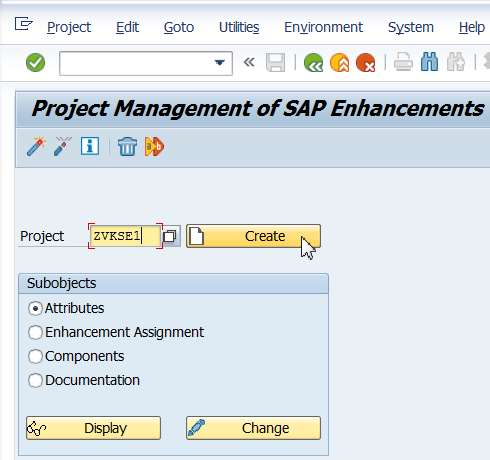 Project Edit Goto Utilities Environment System Help
Project Management of SAP Enhancements
Project ZVKSE1 Create
Subobjects
Attributes
Enhancement Assignment
Components
Documentation
Display Change